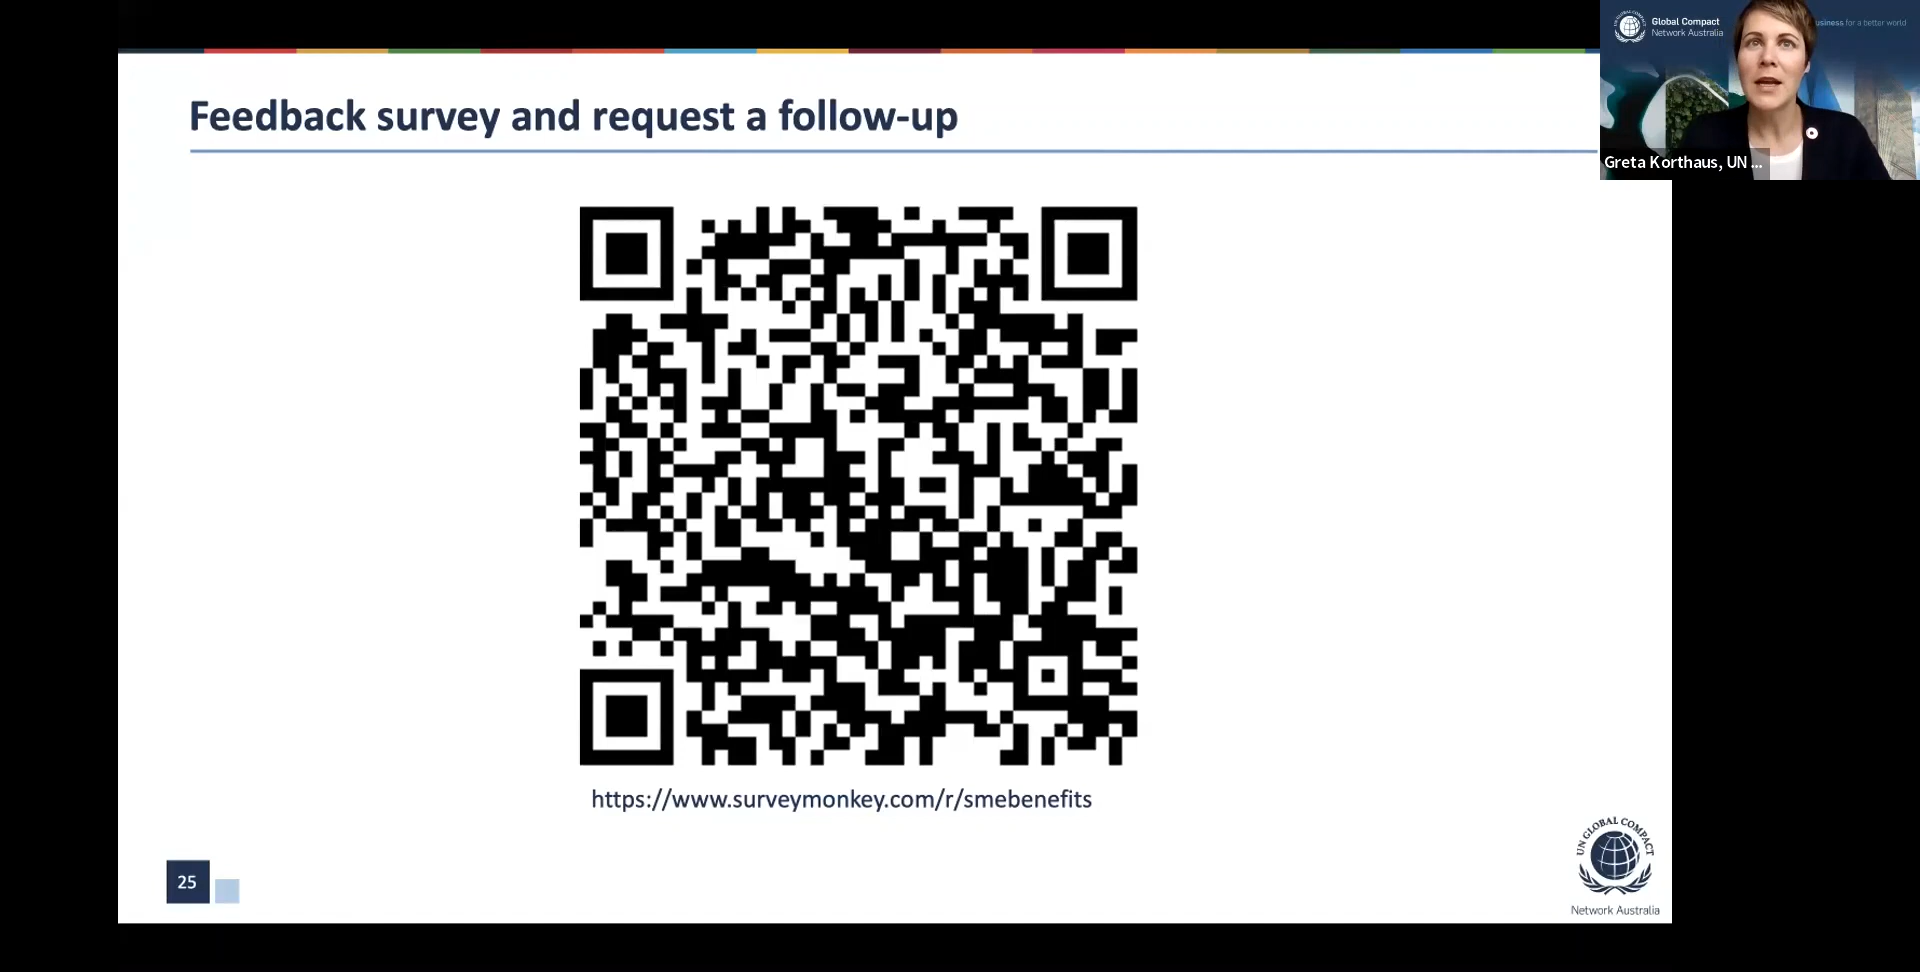 Feedback survey and request a follow-up
Global Compact
Network Australia
usiness for a better world
Greta Korthaus, UN ...
https://www.surveymonkey.com/r/smebenefits
25
UN GLOBAL COMPACT
Network Australia